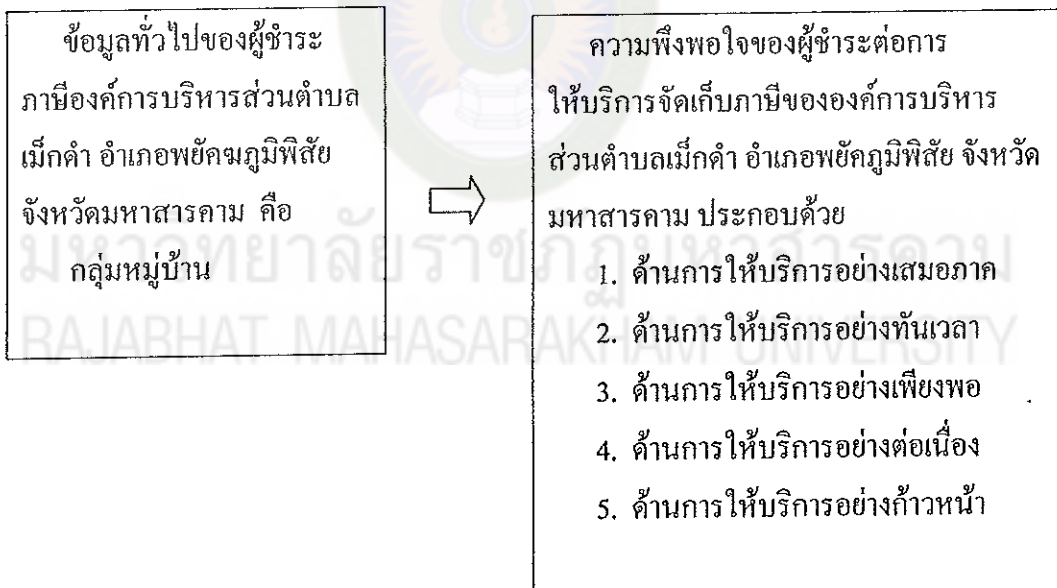 ข้อมูลทั่วไปของผู้ชำระ
ภาษีองค์การบริหารส่วนตำบล
เม็กดำ อำเภอพยัคฆภูมิพิสัย
จังหวัดมหาสารคาม คือ
กลุ่มหมู่บ้าน
ความพึงพอใจของผู้ชำระต่อการ
ให้บริการจัดเก็บภาษีขององค์การบริหาร
ส่วนตำบลเม็กดำ อำเภอพยัคภูมิพิสัย จังหวัด
มหาสารคาม ประกอบด้วย
1. ด้านการให้บริการอย่างเสมอภาค
2. ด้านการให้บริการอย่างทันเวลา
3. ด้านการให้บริการอย่างเพียงพอ
4. ด้านการให้บริการอย่างต่อเนื่อง
5. ด้านการให้บริการอย่างก้าวหน้า
มหาวิทยาลัยราชภัฏมหาสารคาม
RAJABHAT MAHASARAKHAM UNIVERSITY